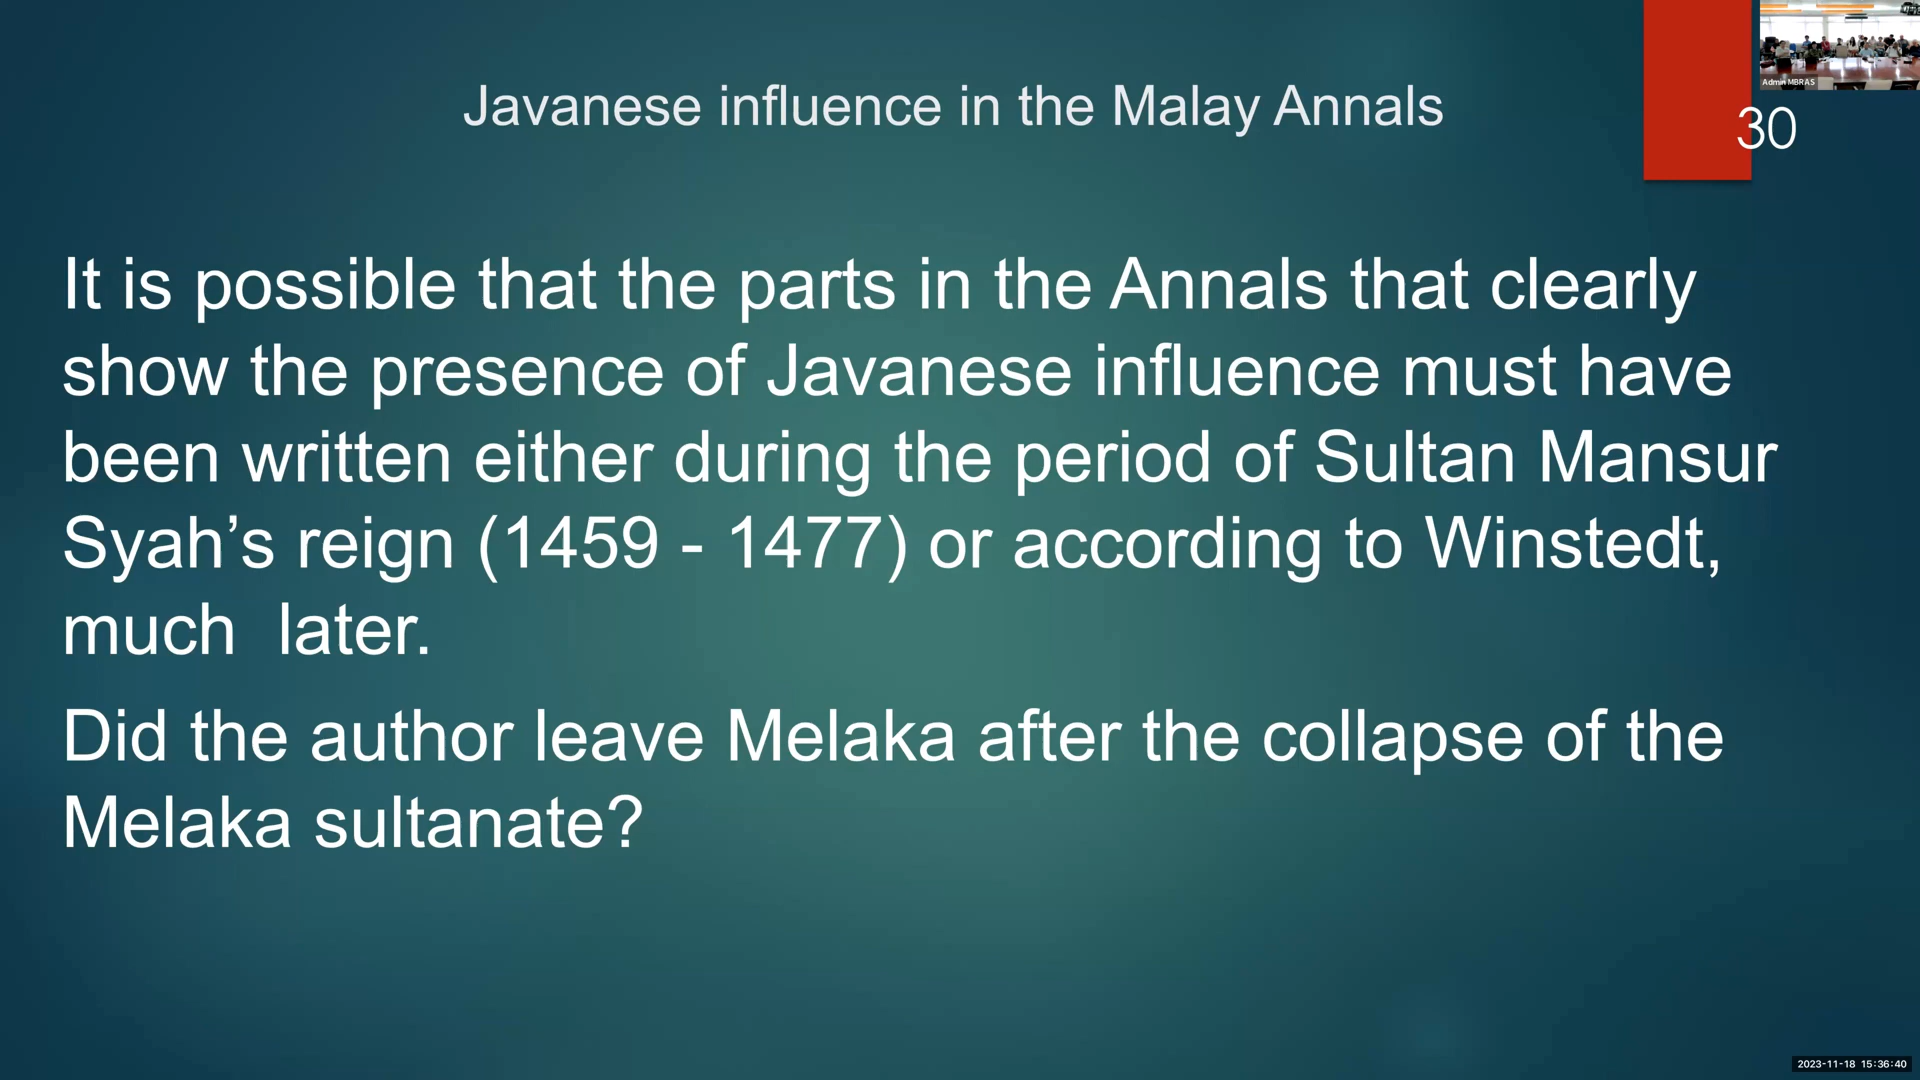 Javanese influence in the Malay Annals
Admin MBRAS
30
It is possible that the parts in the Annals that clearly
show the presence of Javanese influence must have
been written either during the period of Sultan Mansur
Syah’s reign (1459 - 1477) or according to Winstedt,
much  later.
Did the author leave Melaka after the collapse of the
Melaka sultanate?
2023-11-18 15:36:40